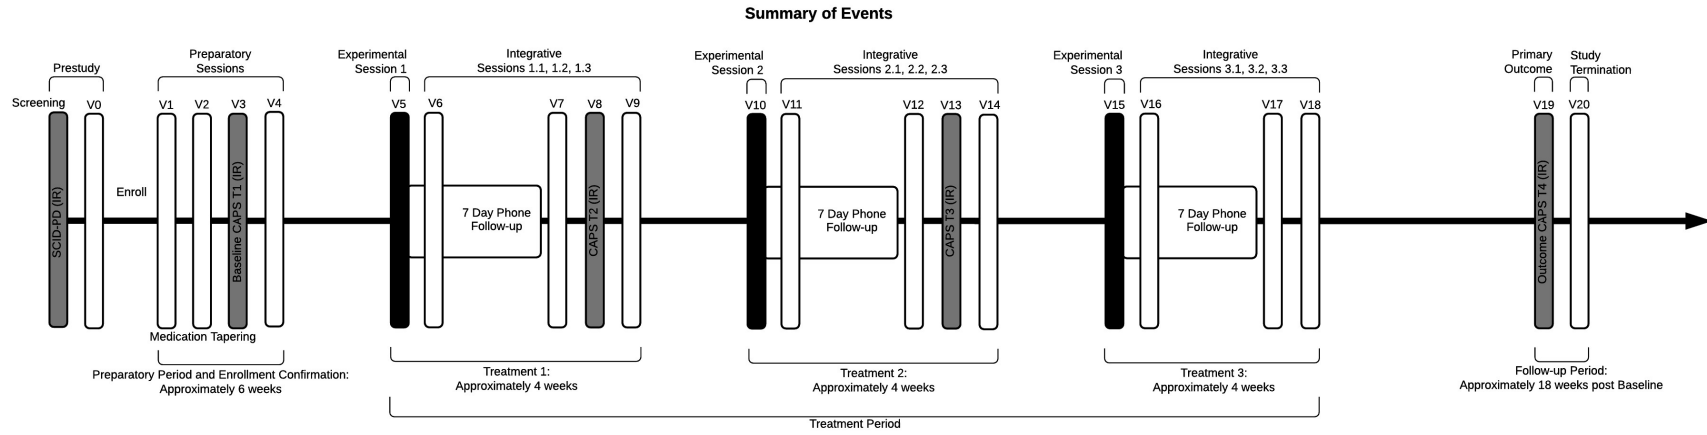 Summary of Events
Prestudy
Preparatory
Sessions
Experimental
Session 1
Integrative
Sessions 1.1, 1.2, 1.3
Experimental
Session 2
Integrative
Sessions 2.1, 2.2, 2.3
Experimental
Session 3
Integrative
Sessions 3.1, 3.2, 3.3
Primary
Outcome
Study
Termination
Screening
V0
V1
V2
V3
V4
V5
V6
V7
V8
V9
V10
V11
V12
V13
V14
V15
V16
V17
V18
V19
V20
SCID-PD (IR)
Enroll
Baseline CAPS T1 (IR)
7 Day Phone
Follow-up
CAPS T2 (IR)
7 Day Phone
Follow-up
CAPS T3 (IR)
7 Day Phone
Follow-up
Outcome CAPS T4 (IR)
Medication Tapering
Preparatory Period and Enrollment Confirmation:
Approximately 6 weeks
Treatment 1:
Approximately 4 weeks
Treatment 2:
Approximately 4 weeks
Treatment 3:
Approximately 4 weeks
Follow-up Period:
Approximately 18 weeks post Baseline
Treatment Period